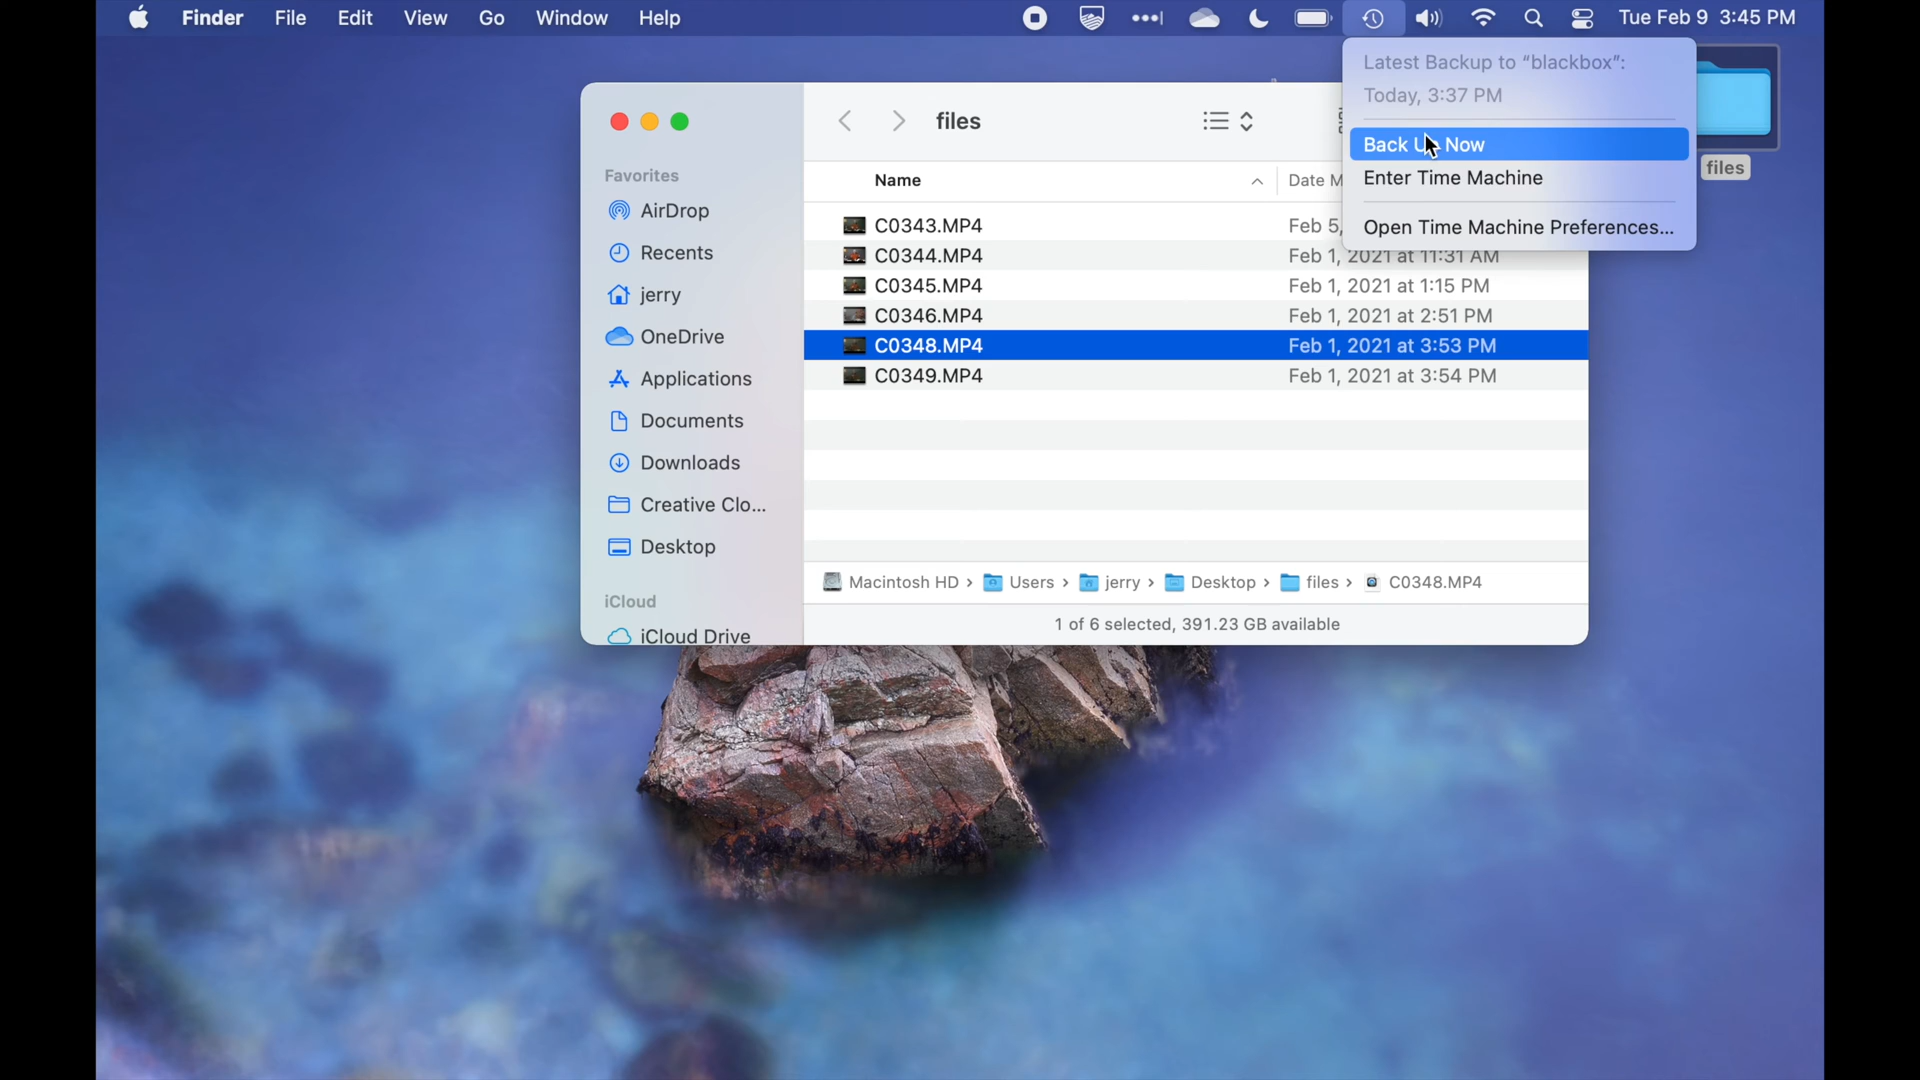 Finder File Edit View Go Window Help Tue Feb 9 3:45 PM
Latest Backup to “blackbox”:
Today, 3:37 PM
Back Up Now
Enter Time Machine
Open Time Machine Preferences...
files
files
Favorites
AirDrop
Recents
jerry
OneDrive
Applications
Documents
Downloads
Creative Clo...
Desktop
iCloud
iCloud Drive
Name Date M
C0343.MP4 Feb 5,
C0344.MP4 Feb 1, 2021 at 11:31 AM
C0345.MP4 Feb 1, 2021 at 1:15 PM
C0346.MP4 Feb 1, 2021 at 2:51 PM
C0348.MP4 Feb 1, 2021 at 3:53 PM
C0349.MP4 Feb 1, 2021 at 3:54 PM
Macintosh HD › Users › jerry › Desktop › files › C0348.MP4
1 of 6 selected, 391.23 GB available